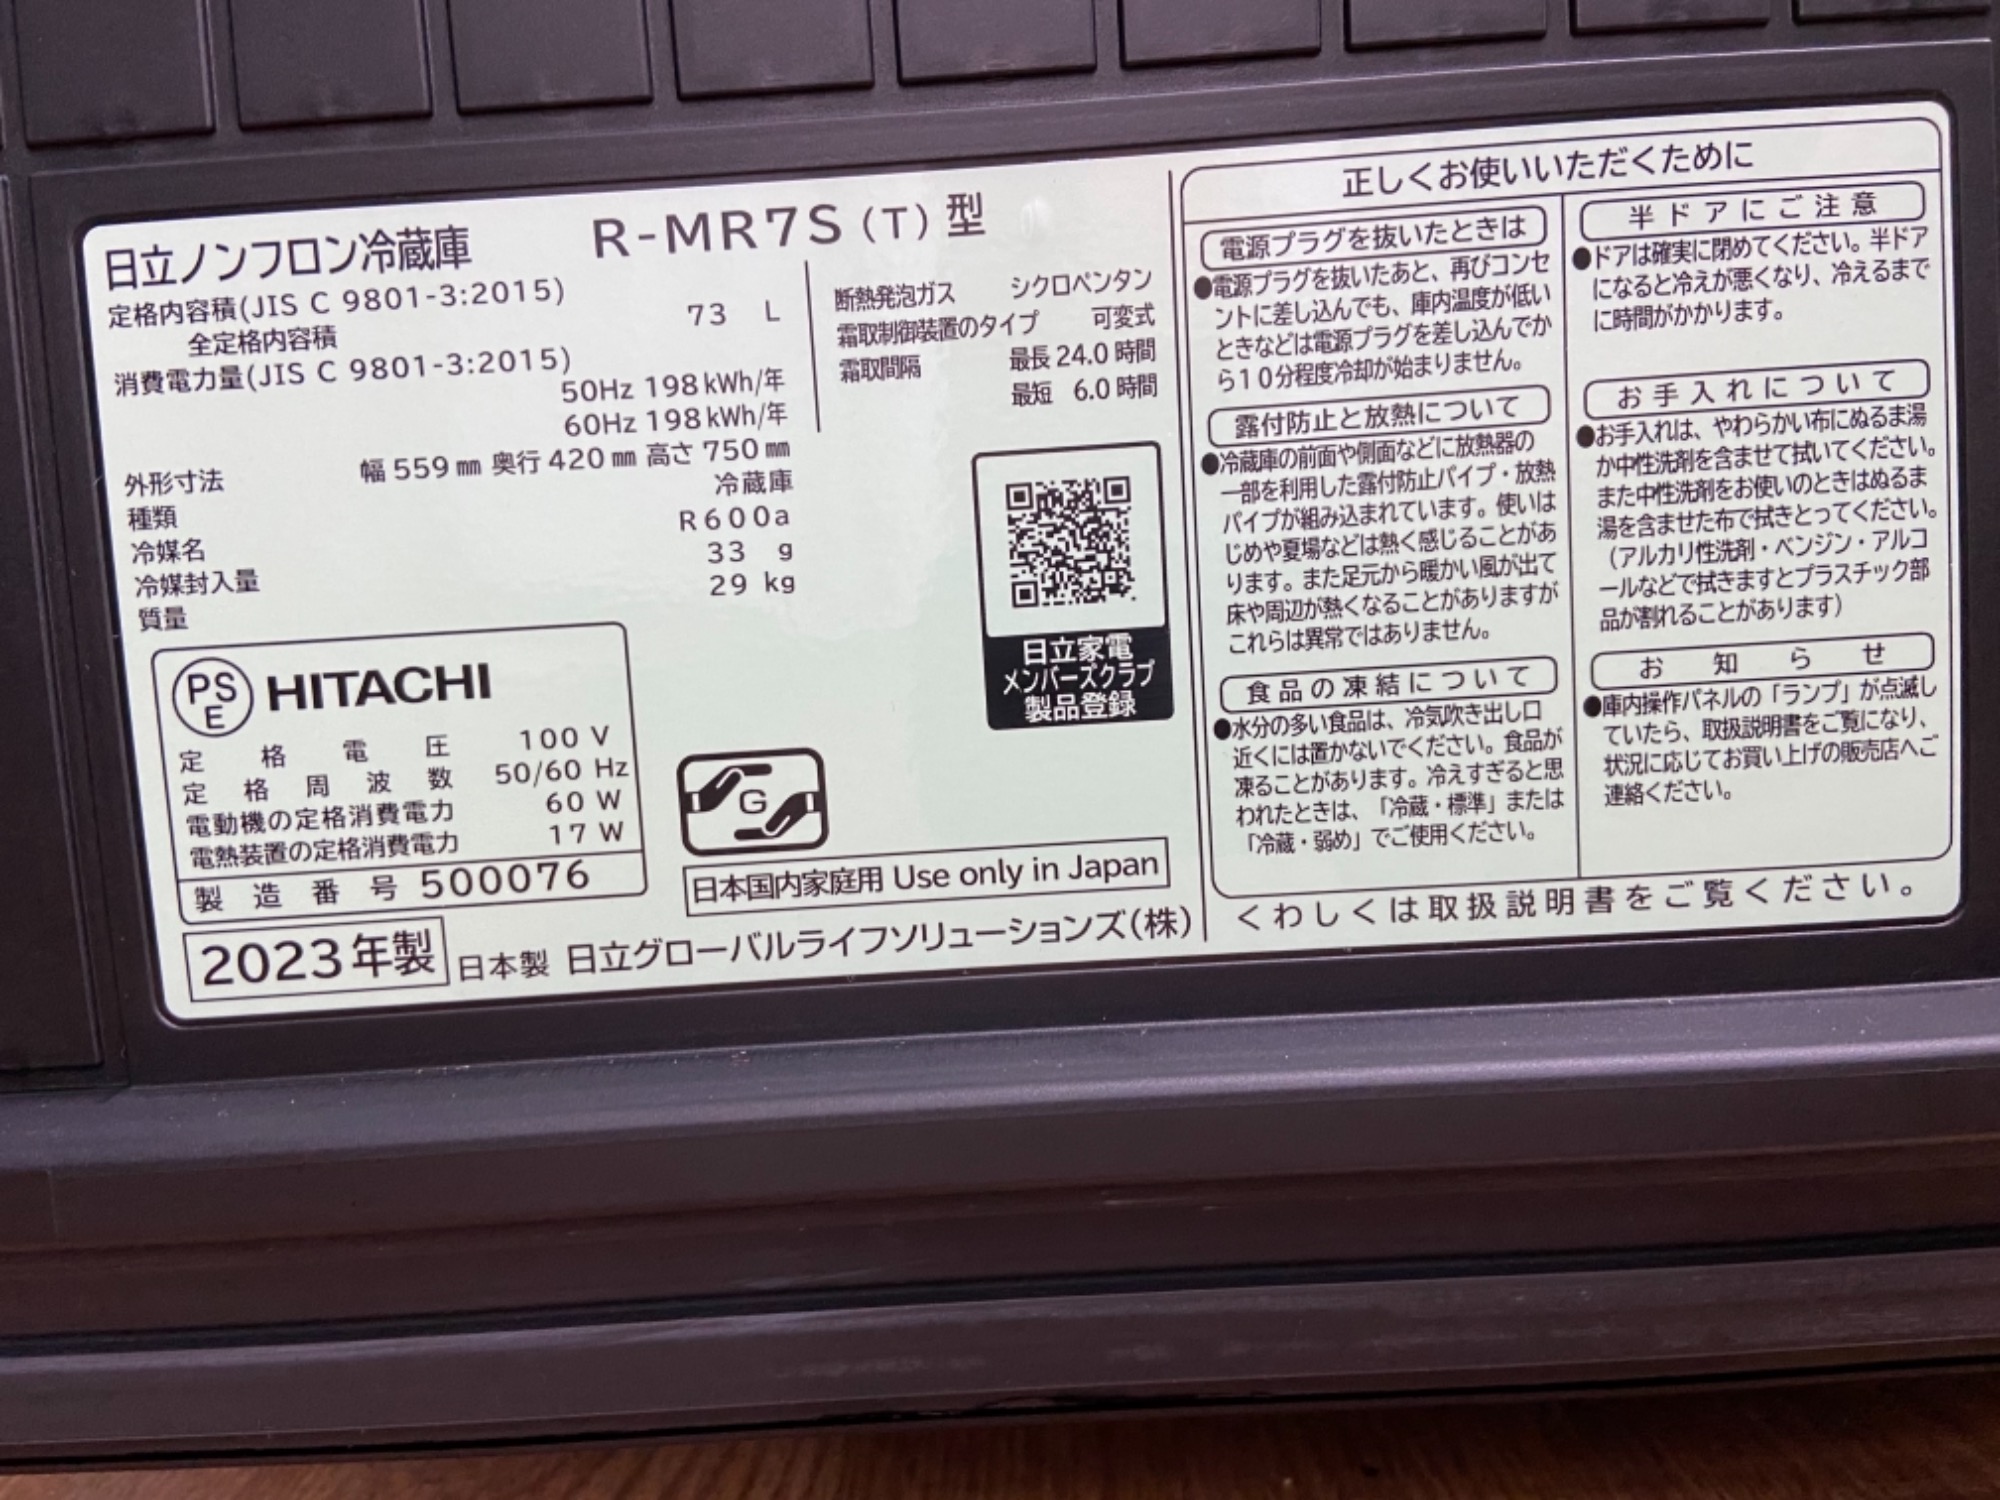 日立ノンフロン冷蔵庫 R-MR7S (T) 型
定格内容積(JIS C 9801-3:2015)
全定格内容積 73 L
消費電力量(JIS C 9801-3:2015)
50Hz 198kWh/年
60Hz 198kWh/年
外形寸法 幅 559㎜ 奥行 420㎜ 高さ 750㎜
種類 冷蔵庫
冷媒名 R600a
冷媒封入量 33 g
質量 29 kg
断熱発泡ガス シクロペンタン
霜取制御装置のタイプ 可変式
霜取間隔 最長 24.0 時間
最短 6.0 時間
日立家電
メンバーズクラブ
製品登録
PS
E
HITACHI
定格電圧 100 V
定格周波数 50/60 Hz
電動機の定格消費電力 60 W
電熱装置の定格消費電力 17 W
製造番号 500076
G
日本国内家庭用 Use only in Japan
2023年製 日本製 日立グローバルライフソリューションズ(株)
正しくお使いいただくために
電源プラグを抜いたときは
●電源プラグを抜いたあと、再びコンセ
ントに差し込んでも、庫内温度が低い
ときなどは電源プラグを差し込んでか
ら10分程度冷却が始まりません。
露付防止と放熱について
●冷蔵庫の前面や側面などに放熱器の
一部を利用した露付防止パイプ・放熱
パイプが組み込まれています。使いは
じめや夏場などは熱く感じることがあ
ります。また足元から暖かい風が出て
床や周辺が熱くなることがありますが
これらは異常ではありません。
食品の凍結について
●水分の多い食品は、冷気吹き出し口
近くには置かないでください。食品が
凍ることがあります。冷えすぎると思
われたときは、「冷蔵・標準」または
「冷蔵・弱め」でご使用ください。
半ドアにご注意
●ドアは確実に閉めてください。半ドア
になると冷えが悪くなり、冷えるまで
に時間がかかります。
お手入れについて
●お手入れは、やわらかい布にぬるま湯
か中性洗剤を含ませて拭いてください。
また中性洗剤をお使いのときはぬるま
湯を含ませた布で拭きとってください。
(アルカリ性洗剤・ベンジン・アルコ
ールなどで拭きますとプラスチック部
品が割れることがあります)
お知らせ
●庫内操作パネルの「ランプ」が点滅し
ていたら、取扱説明書をご覧になり、
状況に応じてお買い上げの販売店へご
連絡ください。
くわしくは取扱説明書をご覧ください。